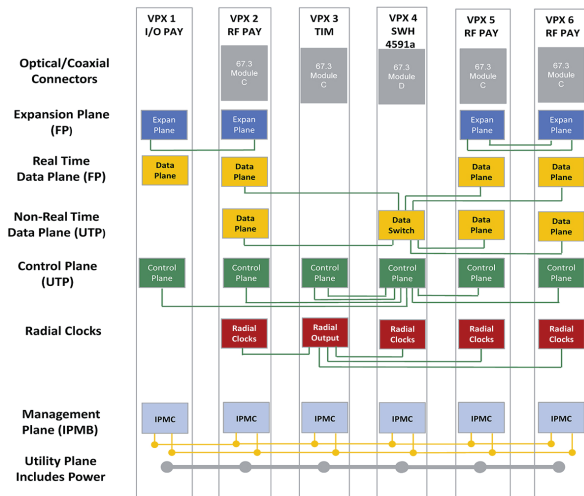 VPX 1
I/O PAY
VPX 2
RF PAY
VPX 3
TIM
VPX 4
SWH
4591a
VPX 5
RF PAY
VPX 6
RF PAY
Optical/Coaxial
Connectors
67.3
Module
C
67.3
Module
C
67.3
Module
D
67.3
Module
C
67.3
Module
C
Expansion Plane
(FP)
Expan
Plane
Expan
Plane
Expan
Plane
Expan
Plane
Real Time
Data Plane (FP)
Data
Plane
Data
Plane
Data
Plane
Data
Plane
Non-Real Time
Data Plane (UTP)
Data
Plane
Data
Switch
Data
Plane
Data
Plane
Control Plane
(UTP)
Control
Plane
Control
Plane
Control
Plane
Control
Plane
Control
Plane
Control
Plane
Radial Clocks
Radial
Clocks
Radial
Output
Radial
Clocks
Radial
Clocks
Radial
Clocks
Management
Plane (IPMB)
IPMC
IPMC
IPMC
IPMC
IPMC
IPMC
Utility Plane
Includes Power